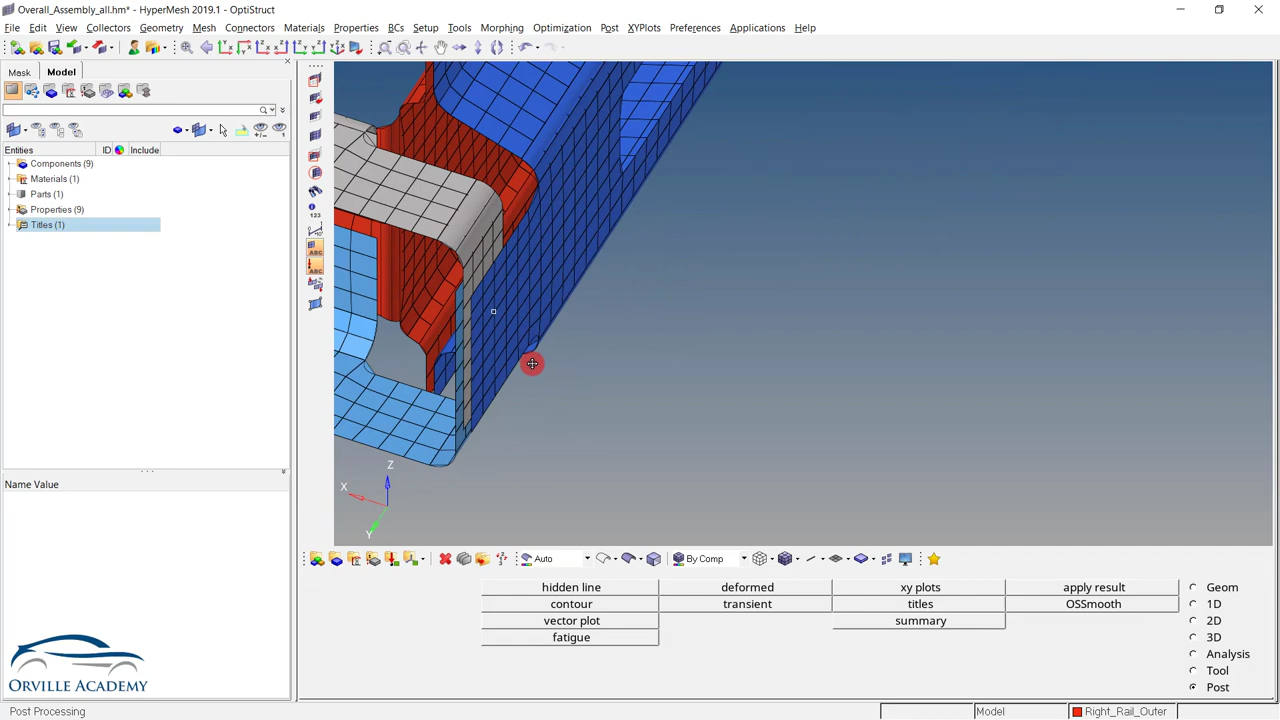 Overall_Assembly_all.hm* - HyperMesh 2019.1 - OptiStruct
File Edit View Collectors Geometry Mesh Connectors Materials Properties BCs Setup Tools Morphing Optimization Post XYPlots Preferences Applications Help
Mask Model
Entities ID Include
Components (9)
Materials (1)
Parts (1)
Properties (9)
Titles (1)
Name Value
123
ABC
ABC
Z
X
Y
Auto By Comp
hidden line deformed xy plots apply result Geom
contour transient titles OSSmooth 1D
vector plot summary 2D
fatigue 3D
Analysis
Tool
Post
ORVILLE ACADEMY
Post Processing Model Right_Rail_Outer